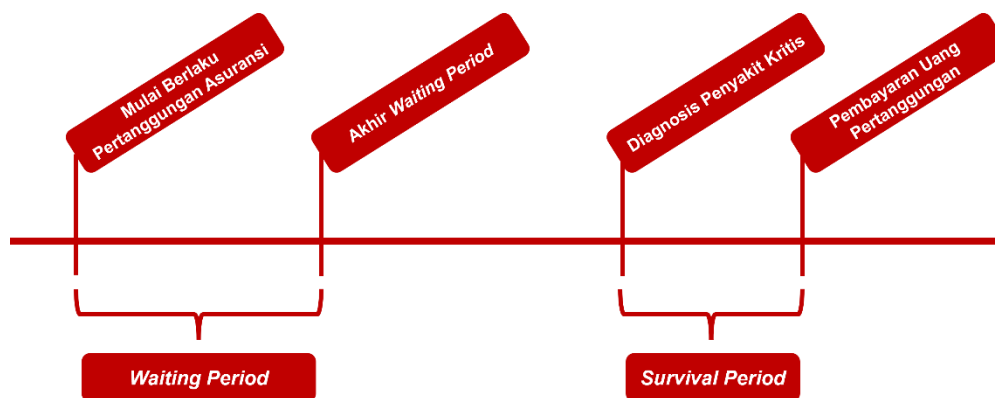 Mulai Berlaku
Pertanggungan Asuransi
Akhir Waiting Period
Diagnosis Penyakit Kritis
Pembayaran Uang
Pertanggungan
Waiting Period
Survival Period